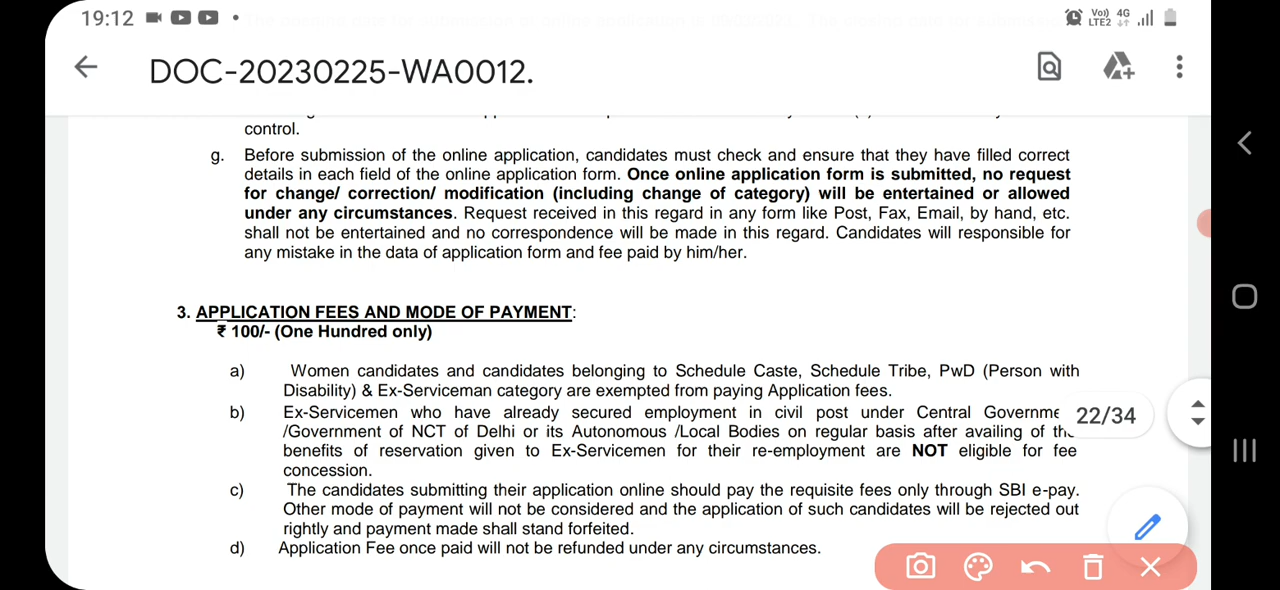 19:12
Vo)) 4G
LTE2
DOC-20230225-WA0012.
control.
g. Before submission of the online application, candidates must check and ensure that they have filled correct
details in each field of the online application form. Once online application form is submitted, no request
for change/ correction/ modification (including change of category) will be entertained or allowed
under any circumstances. Request received in this regard in any form like Post, Fax, Email, by hand, etc.
shall not be entertained and no correspondence will be made in this regard. Candidates will responsible for
any mistake in the data of application form and fee paid by him/her.
3. APPLICATION FEES AND MODE OF PAYMENT:
₹ 100/- (One Hundred only)
a) Women candidates and candidates belonging to Schedule Caste, Schedule Tribe, PwD (Person with
Disability) & Ex-Serviceman category are exempted from paying Application fees.
b) Ex-Servicemen who have already secured employment in civil post under Central Governme
/Government of NCT of Delhi or its Autonomous /Local Bodies on regular basis after availing of the
benefits of reservation given to Ex-Servicemen for their re-employment are NOT eligible for fee
concession.
22/34
c) The candidates submitting their application online should pay the requisite fees only through SBI e-pay.
Other mode of payment will not be considered and the application of such candidates will be rejected out
rightly and payment made shall stand forfeited.
d) Application Fee once paid will not be refunded under any circumstances.